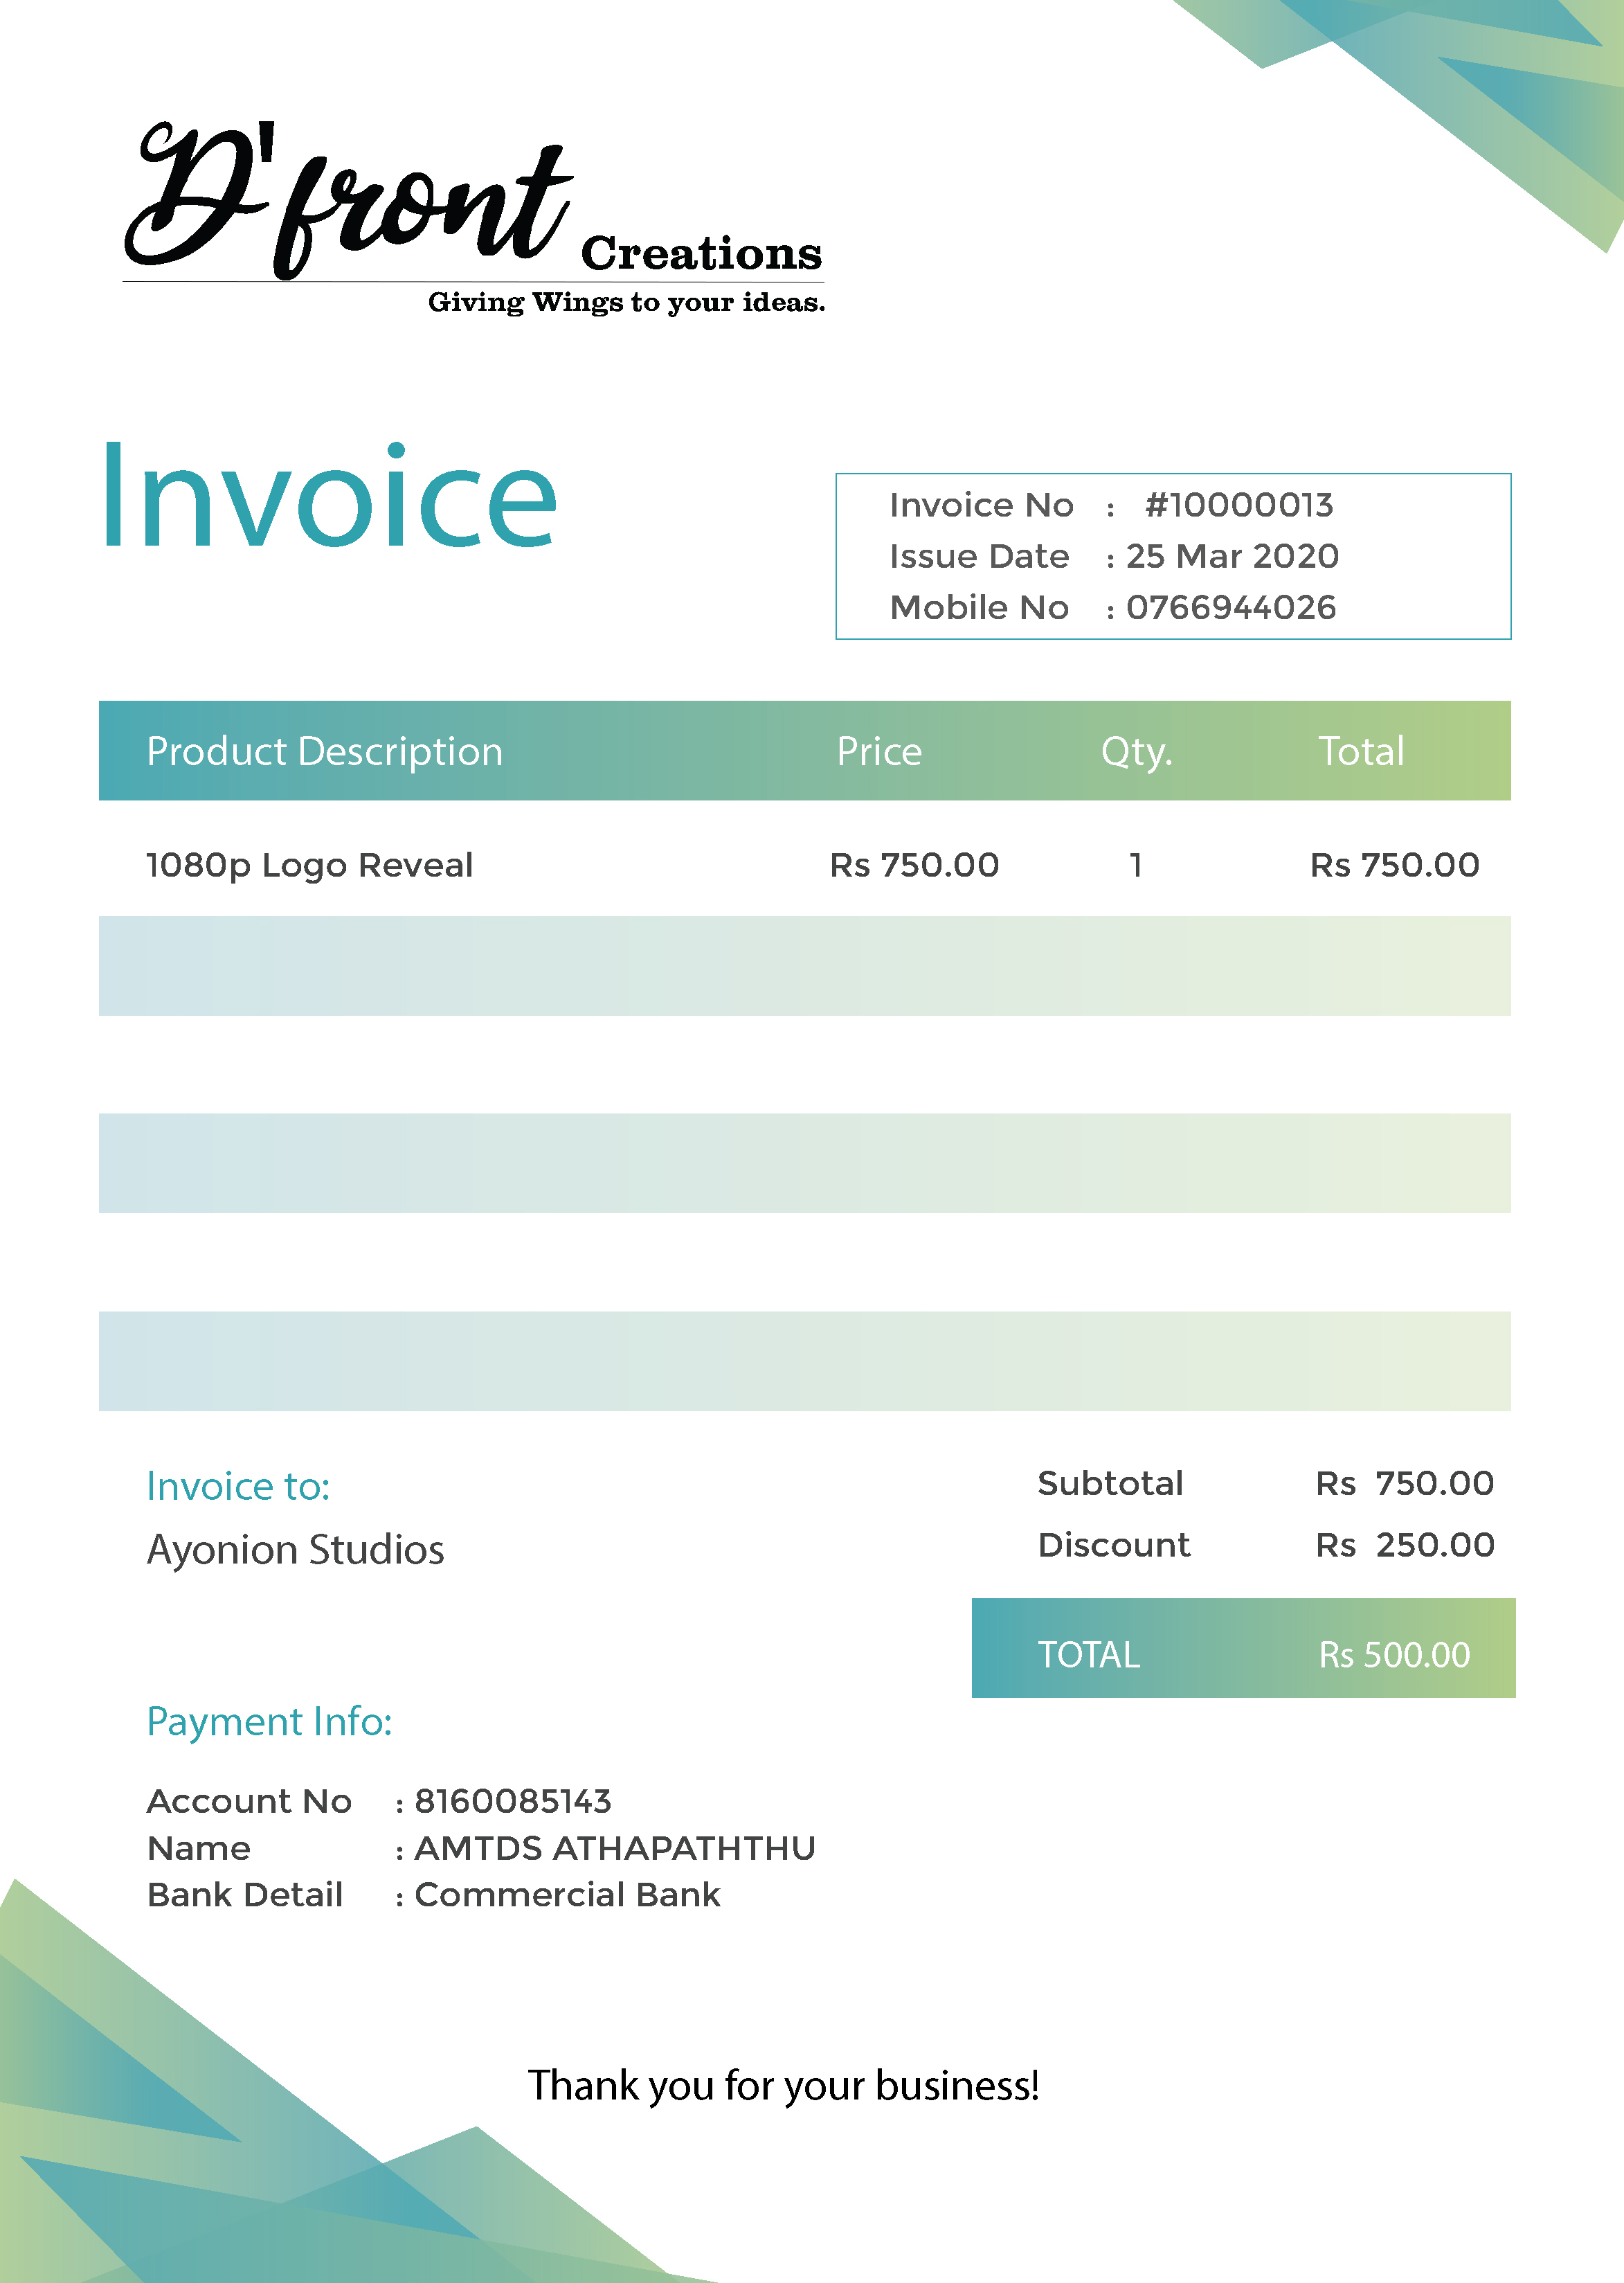 D'front Creations
Giving Wings to your ideas.
Invoice
Invoice No : #10000013
Issue Date : 25 Mar 2020
Mobile No : 0766944026
Product Description Price Qty. Total
1080p Logo Reveal Rs 750.00 1 Rs 750.00
Invoice to:
Ayonion Studios
Subtotal Rs 750.00
Discount Rs 250.00
TOTAL Rs 500.00
Payment Info:
Account No : 8160085143
Name : AMTDS ATHAPATHTHU
Bank Detail : Commercial Bank
Thank you for your business!